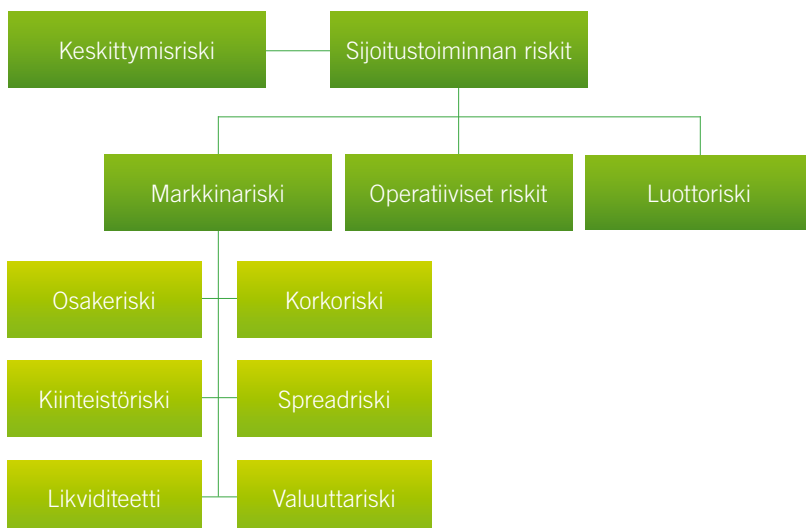 Keskittymisriski
Sijoitustoiminnan riskit
Markkinariski
Operatiiviset riskit
Luottoriski
Osakeriski
Korkoriski
Kiinteistöriski
Spreadriski
Likviditeetti
Valuuttariski